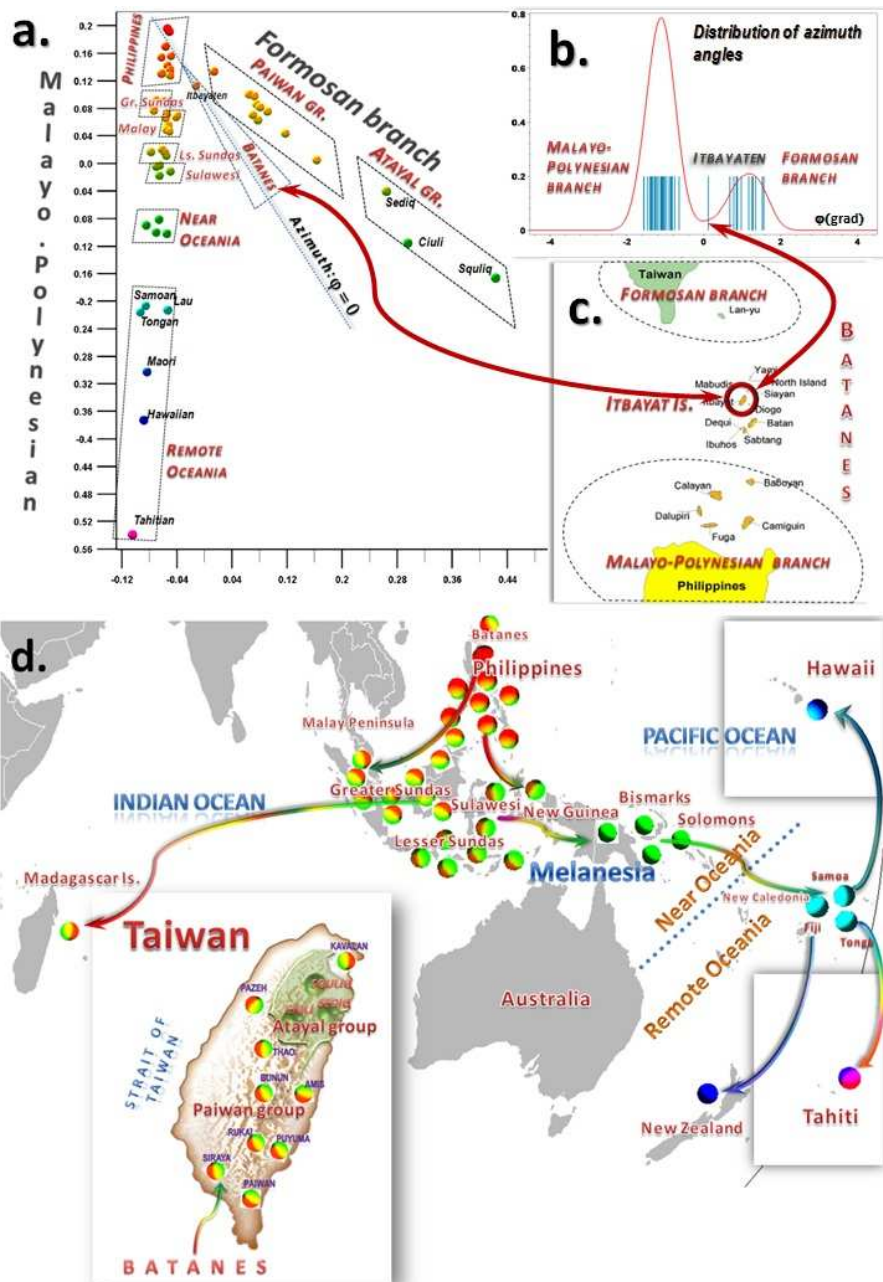 a.
Malayo.Polynesian
0.2
0.16
0.12
0.08
0.04
0.0
0.04
0.08
0.12
0.16
-0.2
0.24
0.28
0.32
0.36
-0.4
0.44
0.48
0.52
0.56
-0.12
-0.04
0.04
0.12
0.2
0.28
0.36
0.44
PHILIPPINES
Gr. Sundas
Malay
Ls. Sundas
SULAWESI
NEAR
OCEANIA
Samoan
Lau
Tongan
Maori
Hawaiian
REMOTE
OCEANIA
Tahitian
Itbayaten
Formosan branch
PAIWAN GR.
ATAYAL GR.
BATANES
Azimuth:φ=0
Sediq
Ciuli
Squliq
b.
Distribution of azimuth
angles
0.8
0.6
0.4
0.2
0
-4
-2
0
2
4
MALAYO-
POLYNESIAN
BRANCH
ITBAYATEN
FORMOSAN
BRANCH
φ(grad)
c.
Taiwan
FORMOSAN BRANCH
Lan-yu
BATANES
Yami
Mabudis
North Island
Siayan
Itbayat
ITBAYAT IS.
Diogo
Dequi
Batan
Ibuhos
Sabtang
Calayan
Baboyan
Dalupiri
Camiguin
Fuga
MALAYO-POLYNESIAN BRANCH
Philippines
d.
Batanes
Philippines
Hawaii
Malay Peninsula
PACIFIC OCEAN
INDIAN OCEAN
Greater Sundas
Sulawesi
New Guinea
Bismarks
Solomons
Lesser Sundas
Melanesia
Madagascar Is.
Near Oceania
Remote Oceania
Samoa
New Caledonia
Fiji
Tonga
Australia
New Zealand
Tahiti
Taiwan
KAVALAN
PAZEH
Atayal group
STRAIT OF
TAIWAN
THAO
BUNUN
AMIS
Paiwan group
RUKAI
PUYUMA
SIRAYA
PAIWAN
BATANES